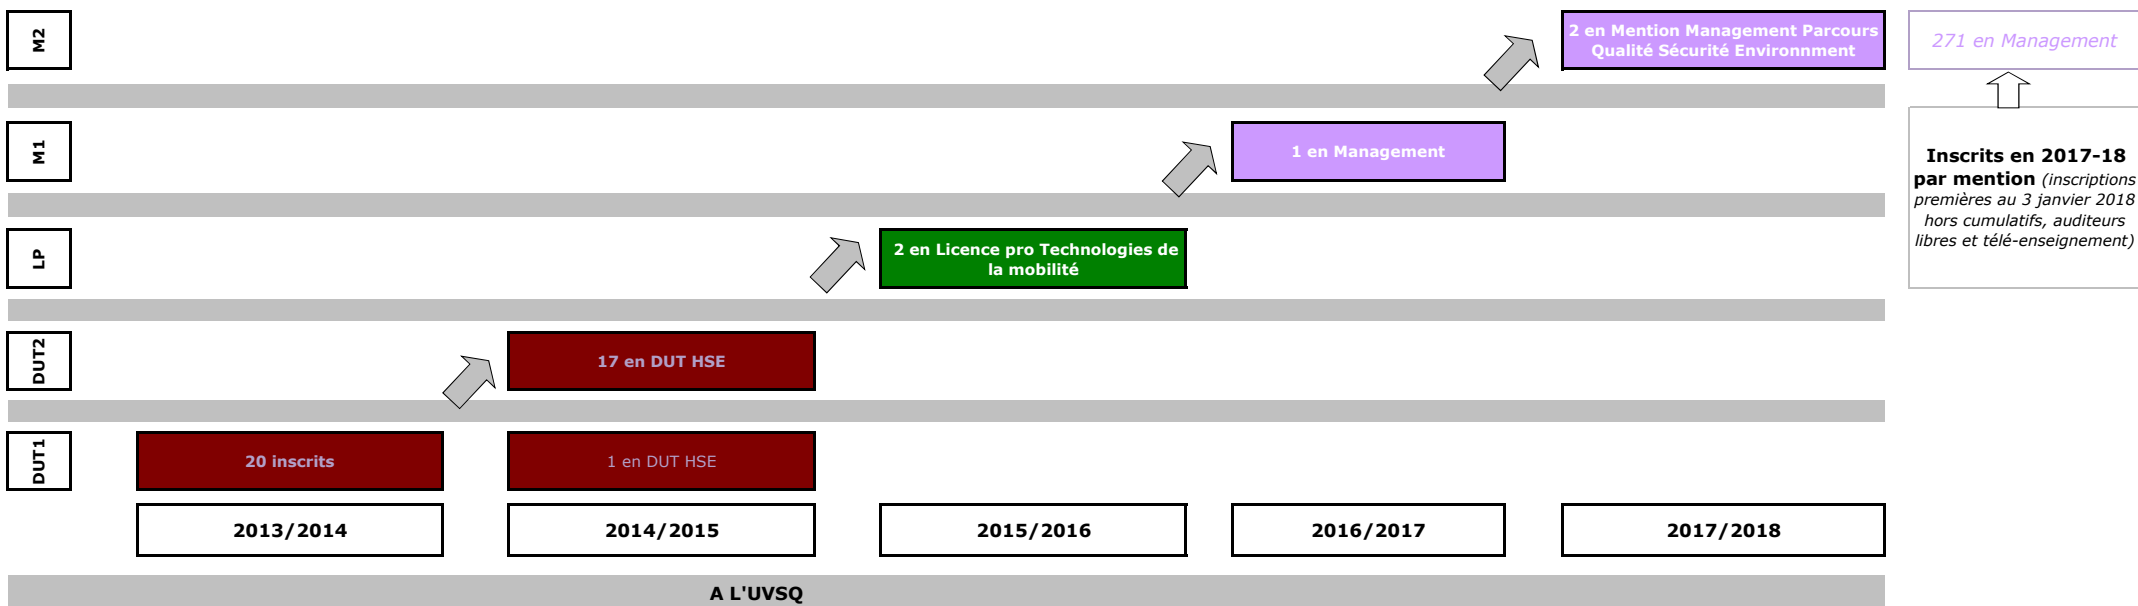 M2
2 en Mention Management Parcours
Qualité Sécurité Environnment
271 en Management
M1
1 en Management
Inscrits en 2017-18
par mention (inscriptions
premières au 3 janvier 2018
hors cumulatifs, auditeurs
libres et télé-enseignement)
LP
2 en Licence pro Technologies de
la mobilité
DUT2
17 en DUT HSE
DUT1
20 inscrits
1 en DUT HSE
2013/2014
2014/2015
2015/2016
2016/2017
2017/2018
A L'UVSQ